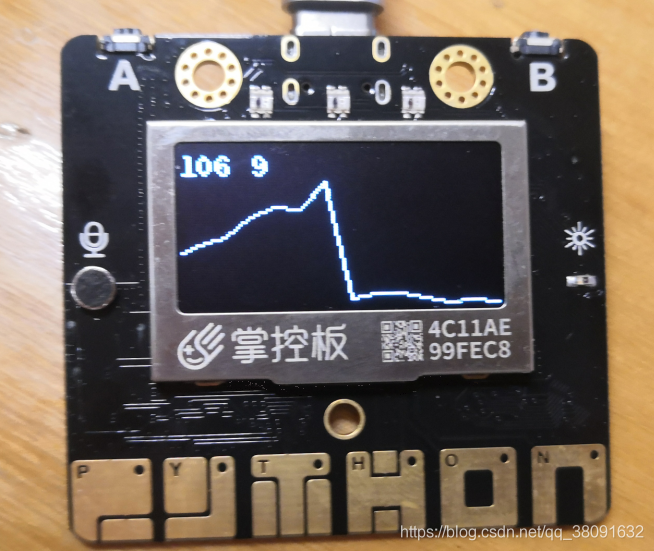 A B
106 9
掌控板
4C11AE
99FEC8
P Y T H O N
https://blog.csdn.net/qq_38091632